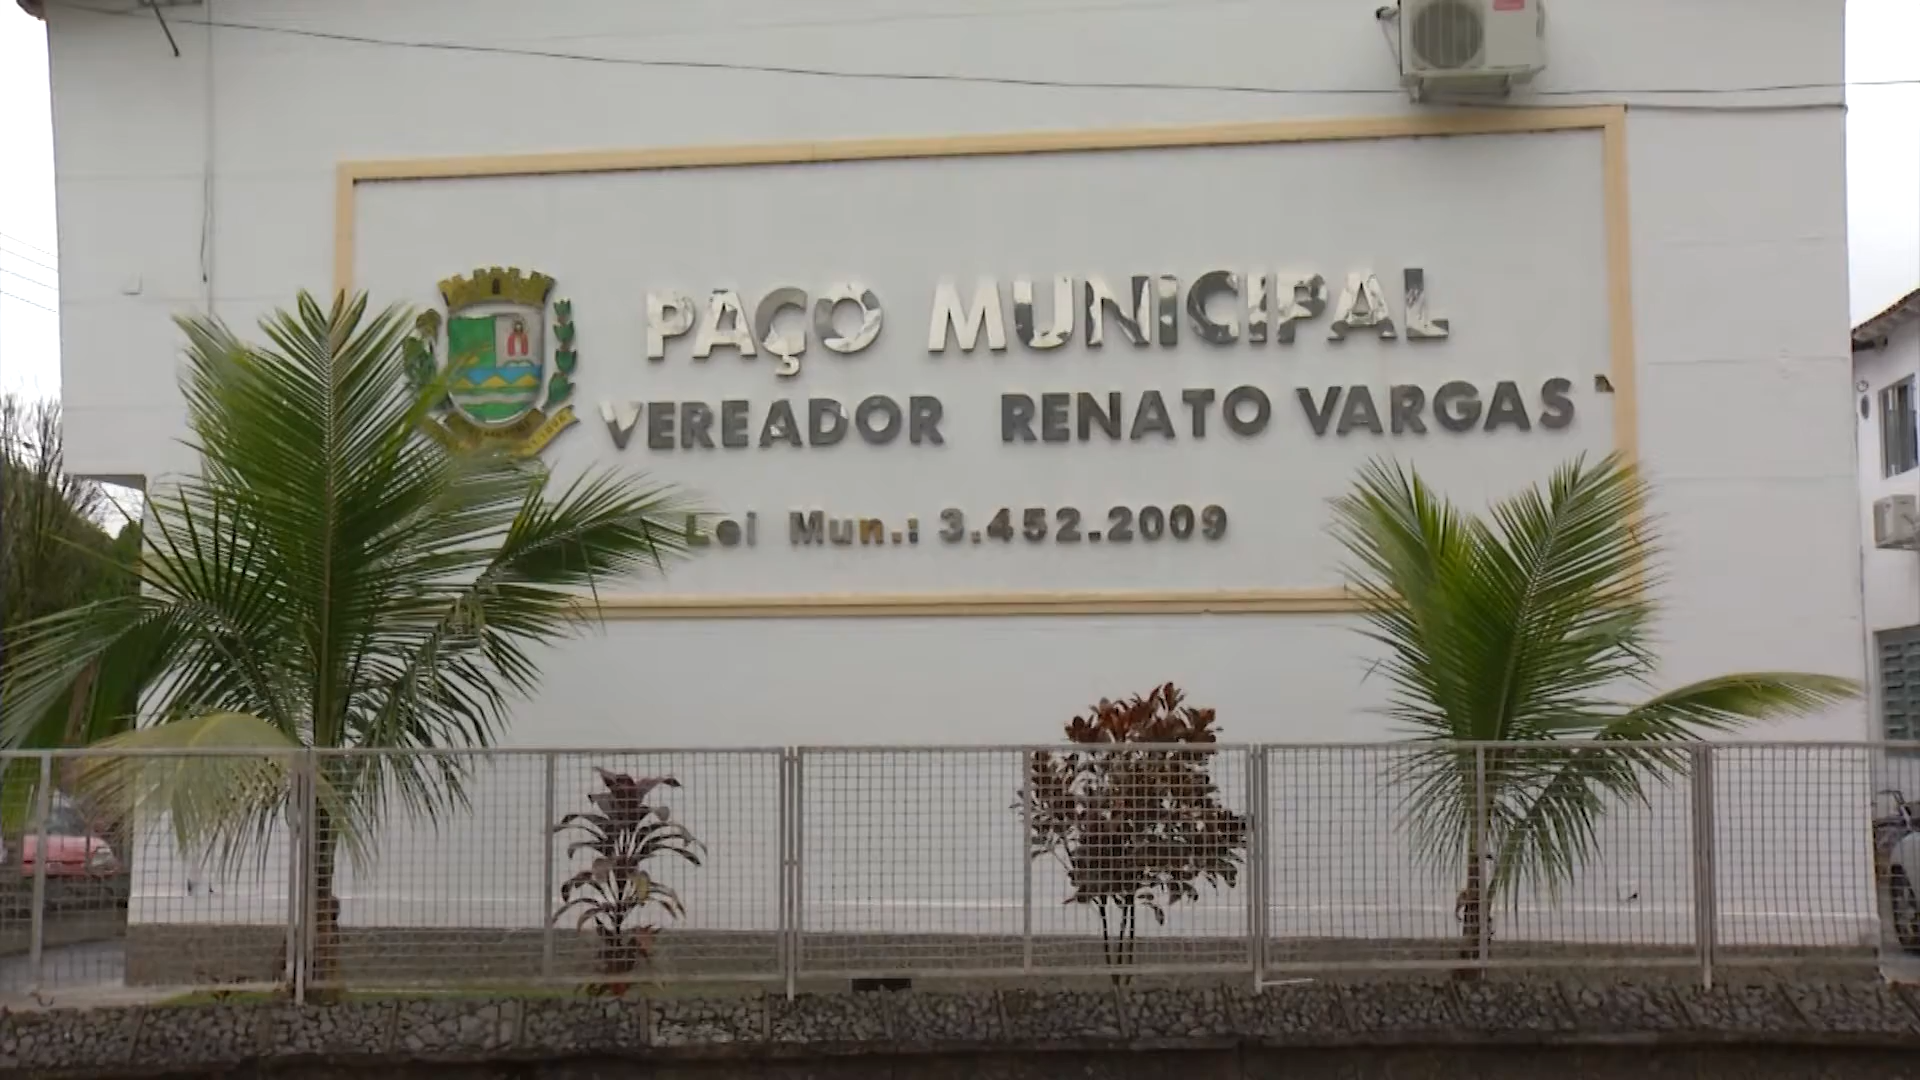 PAÇO MUNICIPAL
VEREADOR RENATO VARGAS
Lei Mun.: 3.452.2009